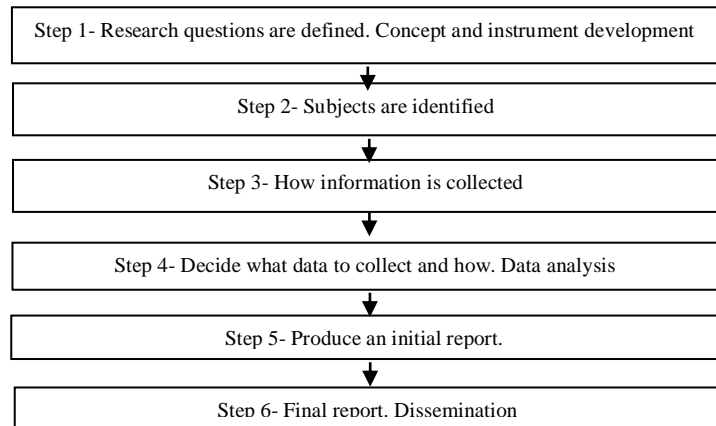 Step 1- Research questions are defined. Concept and instrument development
Step 2- Subjects are identified
Step 3- How information is collected
Step 4- Decide what data to collect and how. Data analysis
Step 5- Produce an initial report.
Step 6- Final report. Dissemination